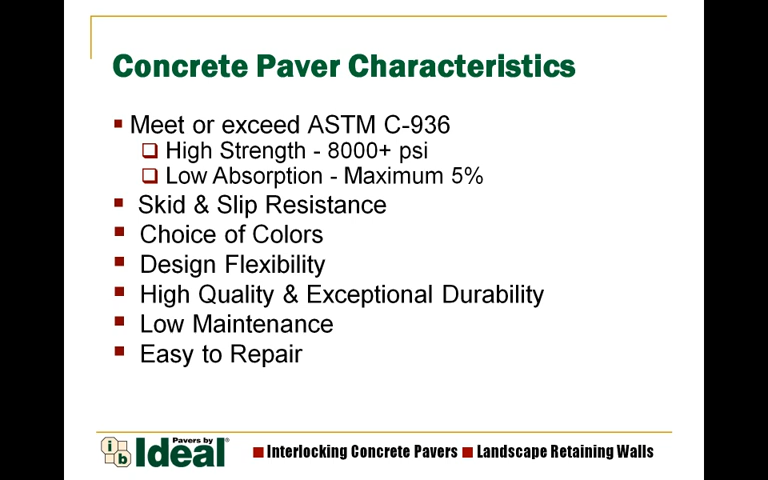 Concrete Paver Characteristics
Meet or exceed ASTM C-936
High Strength - 8000+ psi
Low Absorption - Maximum 5%
Skid & Slip Resistance
Choice of Colors
Design Flexibility
High Quality & Exceptional Durability
Low Maintenance
Easy to Repair
i b
Pavers by
Ideal®
Interlocking Concrete Pavers Landscape Retaining Walls